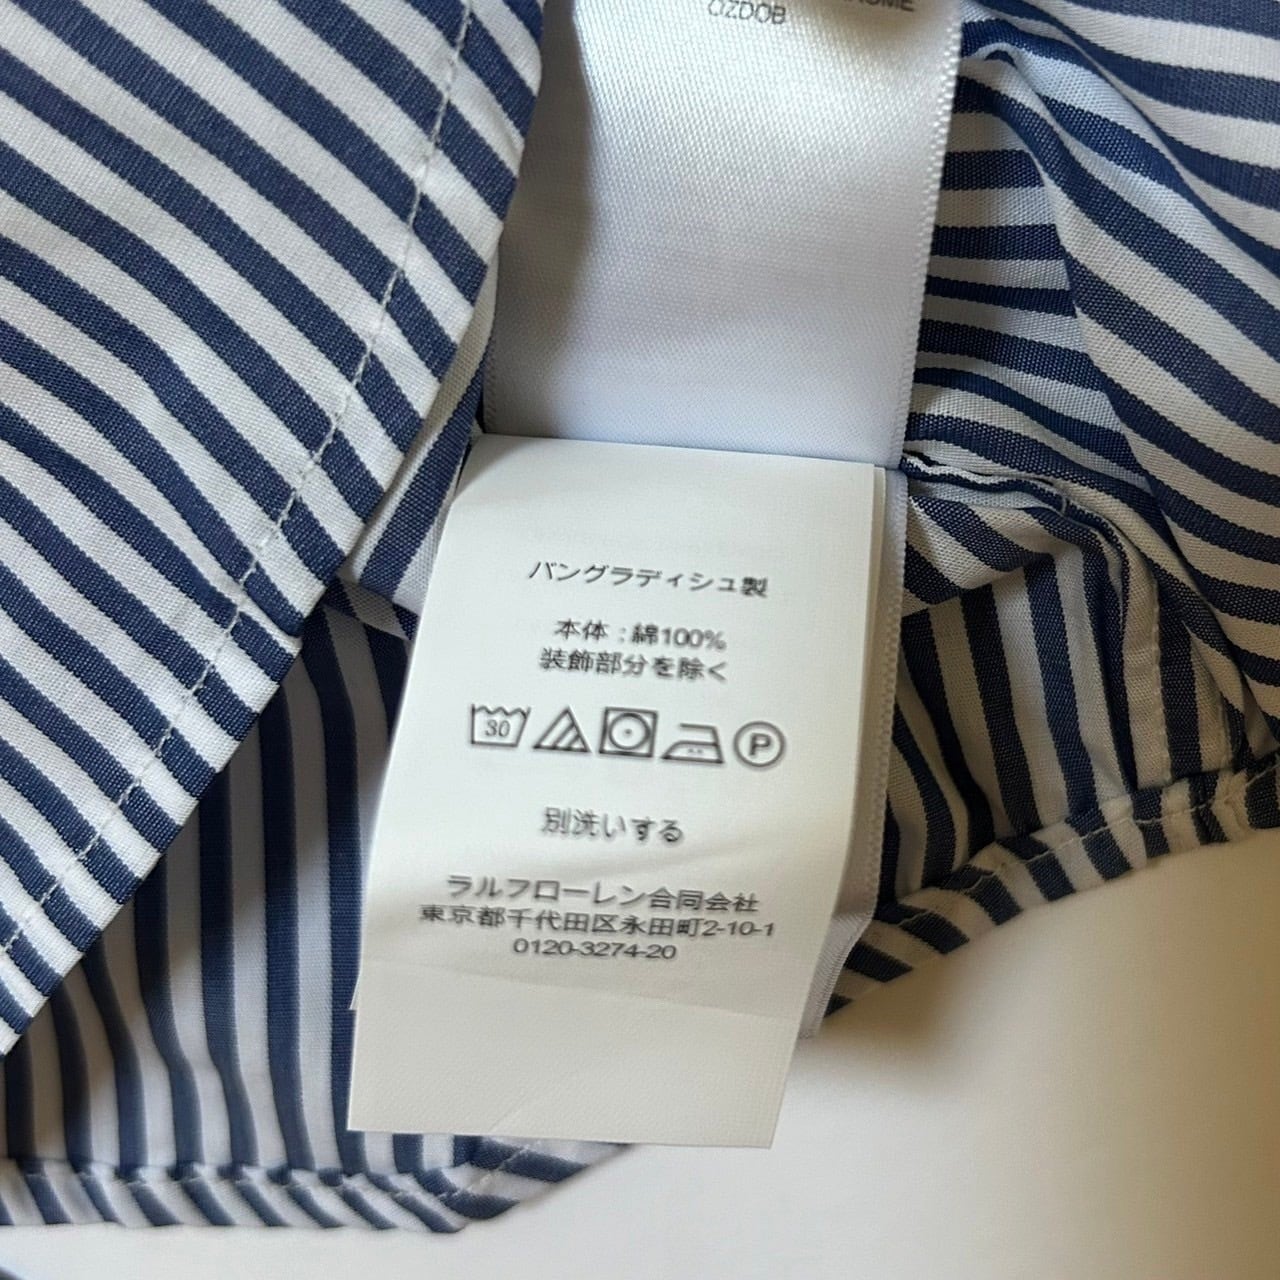 OZDOB
バングラディシュ製
本体：綿100%
装飾部分を除く
30 P
別洗いする
ラルフローレン合同会社
東京都千代田区永田町2-10-1
0120-3274-20